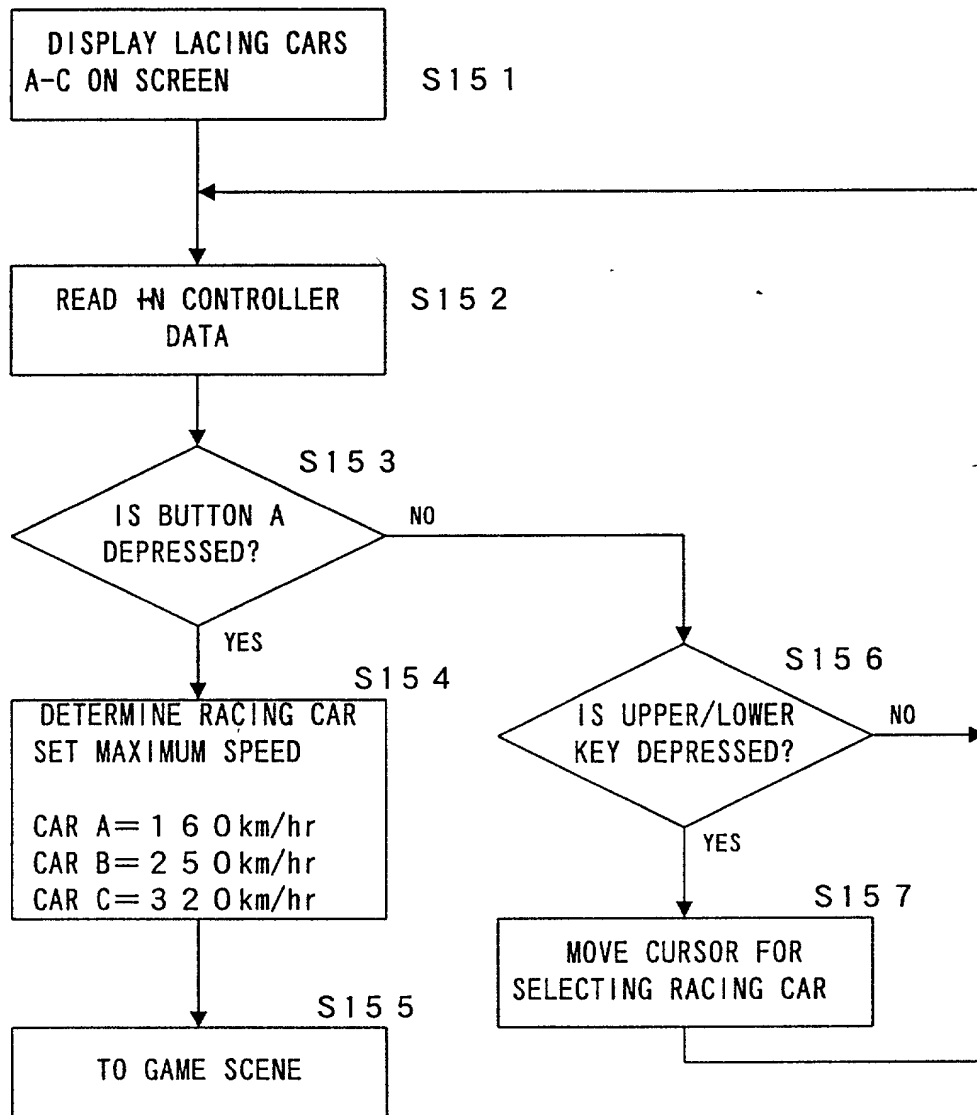 DISPLAY LACING CARS
A-C ON SCREEN
S151
READ IN CONTROLLER
DATA
S152
S153
IS BUTTON A
DEPRESSED?
NO
YES
S154
DETERMINE RACING CAR
SET MAXIMUM SPEED
CAR A=160km/hr
CAR B=250km/hr
CAR C=320km/hr
S155
TO GAME SCENE
S156
IS UPPER/LOWER
KEY DEPRESSED?
NO
YES
S157
MOVE CURSOR FOR
SELECTING RACING CAR